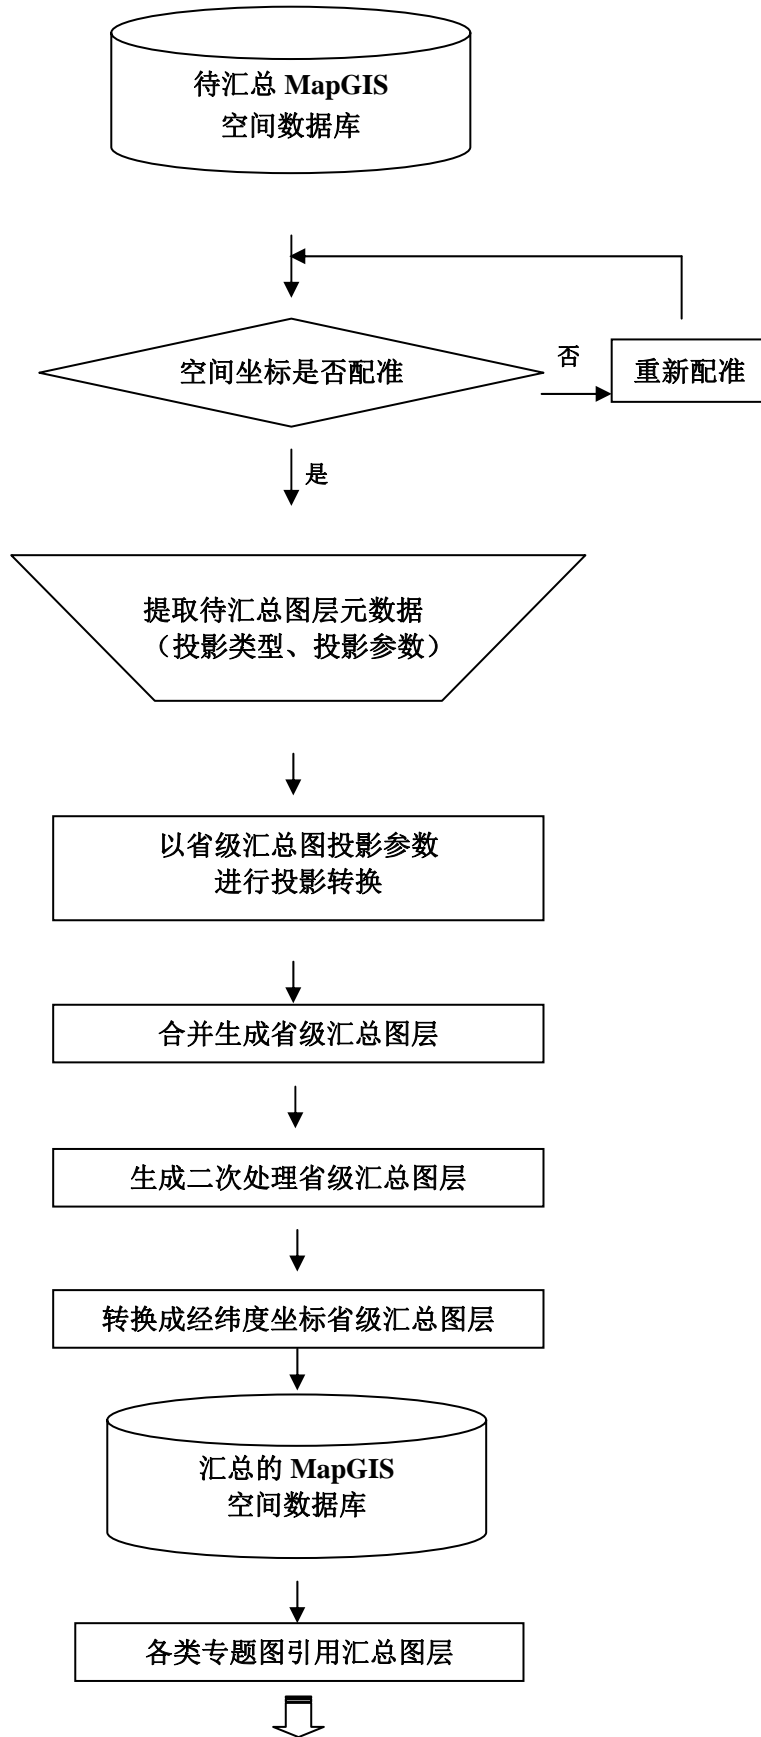 待汇总 MapGIS
空间数据库
空间坐标是否配准
否
重新配准
是
提取待汇总图层元数据
（投影类型、投影参数）
以省级汇总图投影参数
进行投影转换
合并生成省级汇总图层
生成二次处理省级汇总图层
转换成经纬度坐标省级汇总图层
汇总的 MapGIS
空间数据库
各类专题图引用汇总图层